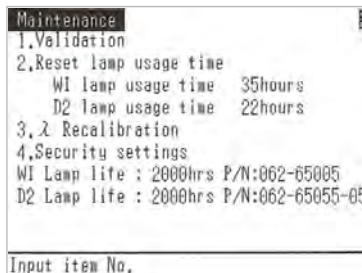 Maintenance
1.Validation
2.Reset lamp usage time
WI lamp usage time 35hours
D2 lamp usage time 22hours
3.λ Recalibration
4.Security settings
WI Lamp life : 2000hrs P/N:062-65005
D2 Lamp life : 2000hrs P/N:062-65055-05
Input item No.